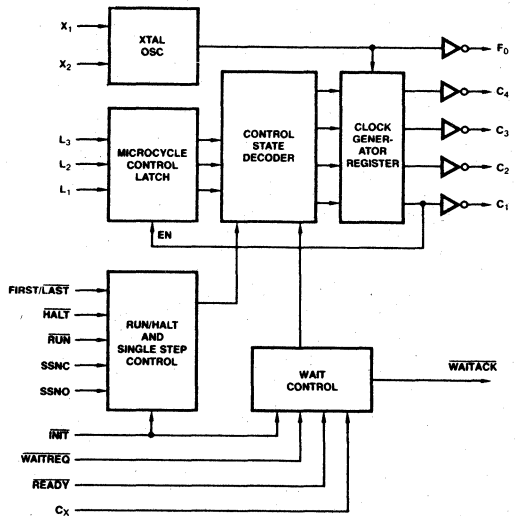 X1
X2
XTAL
OSC
F0
C4
C3
C2
C1
L3
L2
L1
MICROCYCLE
CONTROL
LATCH
CONTROL
STATE
DECODER
CLOCK
GENER-
ATOR
REGISTER
EN
FIRST/LAST
HALT
RUN
SSNC
SSNO
RUN/HALT
AND
SINGLE STEP
CONTROL
WAIT
CONTROL
WAITACK
INIT
WAITREQ
READY
CX